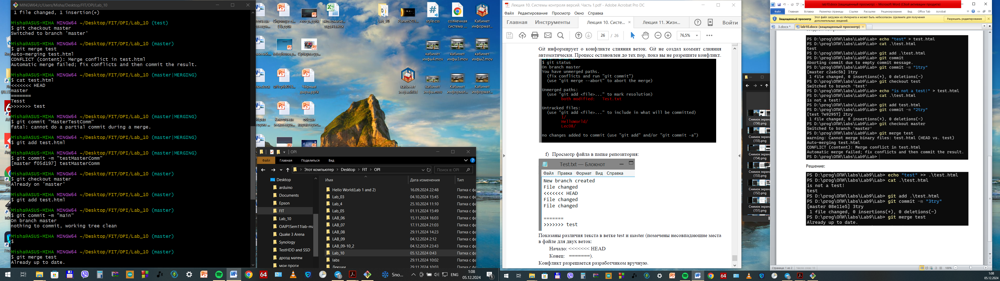 MINGW64:/c/Users/Misha/Desktop/FIT/OPI/Lab_10
1 file changed, 1 insertion(+)
Misha@ASUS-MIHA MINGW64 ~/Desktop/FIT/OPI/Lab_10 (test)
$ git checkout master
Switched to branch 'master'
Misha@ASUS-MIHA MINGW64 ~/Desktop/FIT/OPI/Lab_10 (master)
$ git merge test
Auto-merging test.html
CONFLICT (content): Merge conflict in test.html
Automatic merge failed; fix conflicts and then commit the result.
Misha@ASUS-MIHA MINGW64 ~/Desktop/FIT/OPI/Lab_10 (master|MERGING)
$ cat test.html
<<<<<<< HEAD
master
=======
Tesst
>>>>>>> test
Misha@ASUS-MIHA MINGW64 ~/Desktop/FIT/OPI/Lab_10 (master|MERGING)
$ git commit "MasterTestComm"
fatal: cannot do a partial commit during a merge.
Misha@ASUS-MIHA MINGW64 ~/Desktop/FIT/OPI/Lab_10 (master|MERGING)
$ git add test.html
Misha@ASUS-MIHA MINGW64 ~/Desktop/FIT/OPI/Lab_10 (master|MERGING)
$ git commit -m "testMasterComm"
[master f05d197] testMasterComm
Misha@ASUS-MIHA MINGW64 ~/Desktop/FIT/OPI/Lab_10 (master)
$ git checkout master
Already on 'master'
Misha@ASUS-MIHA MINGW64 ~/Desktop/FIT/OPI/Lab_10 (master)
$ git add test.html
Misha@ASUS-MIHA MINGW64 ~/Desktop/FIT/OPI/Lab_10 (master)
$ git commit -m "main"
On branch master
nothing to commit, working tree clean
Misha@ASUS-MIHA MINGW64 ~/Desktop/FIT/OPI/Lab_10 (master)
$
Misha@ASUS-MIHA MINGW64 ~/Desktop/FIT/OPI/Lab_10 (master)
$ git merge test
Already up to date.
геогр.pptx
экономиче... задача.xlsx
Lab_10
Planets201...
style.css
солнечная система ....
Кабинет информат...
telephone.p...
Субкультур...
кабинет инфы4.mov
кабинет инфы3.mov
кабинет инфы2.mov
uf1cy65013...
Чёрные дыры.pptx
кабинет инфы.sh3d
кабинет инфы.mov
Кабинет информат...
Кабинет информат...
Клеточная инженери...
общая характерис...
OPI
Файл Главная Поделиться Вид
Этот компьютер > Desktop > FIT > OPI
Поиск в: OPI
Desktop
arduino
Documents
Epson
FIT
Lab_10
OAIP1Sem11lab-ma
Quake 3 Arena
Synology
TestHDD and SSD
дрозд матем
мои проги
Имя Дата изменения Тип
Hello World(Lab 1 and 2) 16.09.2024 22:48 Папка с фа
Lab_03 04.10.2024 15:45 Папка с фа
Lab_4 25.10.2024 11:10 Папка с фа
Lab_05 01.11.2024 15:49 Папка с фа
LAB_06 15.11.2024 16:03 Папка с фа
LAB_07 17.11.2024 21:03 Папка с фа
LAB_08 29.11.2024 14:23 Папка с фа
LAB_09 04.12.2024 2:12 Папка с фа
LAB_09-10_2 04.12.2024 23:43 Папка с фа
Lab_10 05.12.2024 0:43 Папка с фа
labs 29.11.2024 10:02 Папка с фа
Лекции 29.11.2024 10:03 Папка с фа
64
Sno...
ENG
1:08
05.12.2024
Лекция 10. Системы контроля версий. Часть 1.pdf - Adobe Acrobat Pro DC
Файл Редактирование Просмотр Окно Справка
Главная Инструменты Лекция 10. Систе... Лекция 11. Жизн... Войти
26 / 26 76,5%
Git информирует о конфликте слияния веток. Git не создал коммит слияния
автоматически. Процесс остановлен до тех пор, пока вы не разрешите конфликт.
$ git status
On branch master
You have unmerged paths.
(fix conflicts and run "git commit")
(use "git merge --abort" to abort the merge)
Unmerged paths:
(use "git add <file>..." to mark resolution)
both modified: Test.txt
Untracked files:
(use "git add <file>..." to include in what will be committed)
1/
HelloWorld/
Lec08/
no changes added to commit (use "git add" and/or "git commit -a")
f) Просмотр файла в папке репозитория:
Test.txt — Блокнот
Файл Правка Формат Вид Справка
New branch created
File changed
<<<<<<< HEAD
File changed
File changed
=======
>>>>>>> test
Показаны различия текста в ветке test и master (помечены несовпадающие места
в файле для двух веток:
Начало: <<<<<<< HEAD
Конец: =======).
Конфликт разрешается разработчиком вручную.
Снимок экрана (156).png
Снимок экрана (155).png
Снимок экрана (154).png
Снимок экрана (153).png
Снимок экрана (152).png
Снимок экрана (151).png
lab10.docx (защищенный просмотр) - Microsoft Word (Сбой активации продукта)
Файл Главная Вставка Разметка страницы Ссылки Рассылки Рецензирование Вид Office Tab Acrobat
Защищенный просмотр Этот файл загружен из Интернета и может быть небезопасен. Щелкните для получения дополнительных сведений. Разрешить редактирование
3.docx * lab10.docx (защищенный просмотр)
PS D:\prog\ОПИ\labs\Lab9\Lab> echo "test" > test.html
PS D:\prog\ОПИ\labs\Lab9\Lab> cat .\test.html
test
PS D:\prog\ОПИ\labs\Lab9\Lab> git add .\test.html
PS D:\prog\ОПИ\labs\Lab9\Lab> git commit
Aborting commit due to empty commit message.
PS D:\prog\ОПИ\labs\Lab9\Lab> git commit -m "1try"
[master c2a6c5b] 1try
1 file changed, 0 insertions(+), 0 deletions(-)
PS D:\prog\ОПИ\labs\Lab9\Lab> git checkout test
Switched to branch 'test'
PS D:\prog\ОПИ\labs\Lab9\Lab> echo "is not a test!" > test.html
PS D:\prog\ОПИ\labs\Lab9\Lab> cat .\test.html
is not a test!
PS D:\prog\ОПИ\labs\Lab9\Lab> git add test.html
PS D:\prog\ОПИ\labs\Lab9\Lab> git commit -m "2try"
[test 7e92957] 2try
1 file changed, 0 insertions(+), 0 deletions(-)
PS D:\prog\ОПИ\labs\Lab9\Lab> git checkout master
Switched to branch 'master'
PS D:\prog\ОПИ\labs\Lab9\Lab> git merge test
warning: Cannot merge binary files: test.html (HEAD vs. test)
Auto-merging test.html
CONFLICT (content): Merge conflict in test.html
Automatic merge failed; fix conflicts and then commit the result.
PS D:\prog\ОПИ\labs\Lab9\Lab>
Решение:
PS D:\prog\ОПИ\labs\Lab9\Lab> echo "test" >> .\test.html
PS D:\prog\ОПИ\labs\Lab9\Lab> cat .\test.html
is not a test!
test
PS D:\prog\ОПИ\labs\Lab9\Lab> git add .\test.html
PS D:\prog\ОПИ\labs\Lab9\Lab> git commit -m "3try"
[master 08e11e5] 3try
1 file changed, 0 insertions(+), 0 deletions(-)
PS D:\prog\ОПИ\labs\Lab9\Lab> git merge test
Already up to date.
Страница: 1 из 2 Число слов: 10 100%
64
1:08
05.12.2024